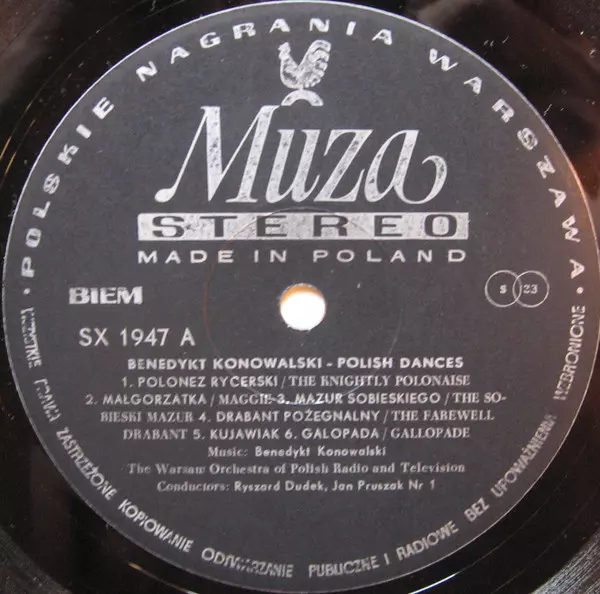 · POLSKIE NAGRANIA WARSZAWA ·
Muza
STEREO
MADE IN POLAND
BIEM
S 23
SX 1947 A
BENEDYKT KONOWALSKI - POLISH DANCES
1. POLONEZ RYCERSKI / THE KNIGHTLY POLONAISE
2. MAŁGORZATKA / MAGGIE 3. MAZUR SOBIESKIEGO / THE SO-
BIESKI MAZUR 4. DRABANT POŻEGNALNY / THE FAREWELL
DRABANT 5. KUJAWIAK 6. GALOPADA / GALLOPADE
Music: Benedykt Konowalski
The Warsaw Orchestra of Polish Radio and Television
Conductors: Ryszard Dudek, Jan Pruszak Nr 1
ZASTRZEŻONE KOPIOWANIE ODTWARZANIE PUBLICZNE I RADIOWE BEZ UPOWAŻNIENIA WZBRONIONE